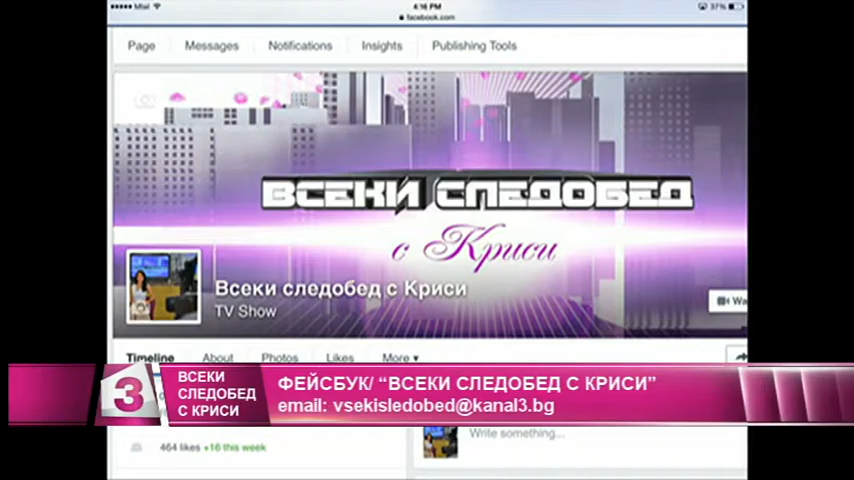 Mtel
4:16 PM
37%
facebook.com
Page
Messages
Notifications
Insights
Publishing Tools
ВСЕКИ СЛЕДОБЕД
с Криси
Всеки следобед с Криси
TV Show
Timeline
About
Photos
Likes
More
3
ВСЕКИ
СЛЕДОБЕД
С КРИСИ
ФЕЙСБУК/ “ВСЕКИ СЛЕДОБЕД С КРИСИ”
email: vsekisledobed@kanal3.bg
464 likes +16 this week
Write something...